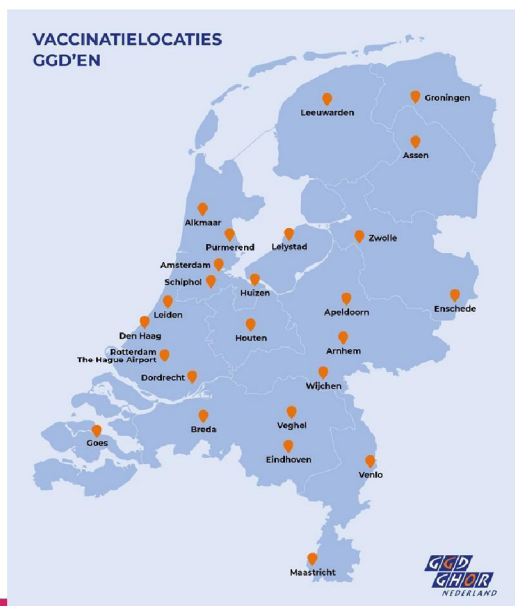 VACCINATIELOCATIES
GGD'EN
Leeuwarden
Groningen
Assen
Alkmaar
Purmerend
Lelystad
Zwolle
Amsterdam
Schiphol
Huizen
Leiden
Apeldoorn
Enschede
Den Haag
Houten
Rotterdam
The Hague Airport
Arnhem
Dordrecht
Wijchen
Goes
Breda
Veghel
Eindhoven
Venlo
Maastricht
GGD
GHOR
NEDERLAND